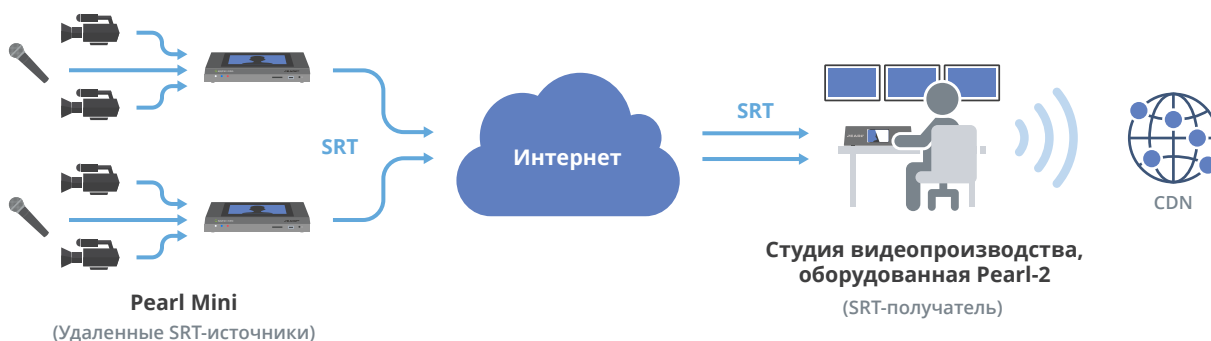 SRT
Интернет
SRT
CDN
Pearl Mini
(Удаленные SRT-источники)
Студия видеопроизводства,
оборудованная Pearl-2
(SRT-получатель)